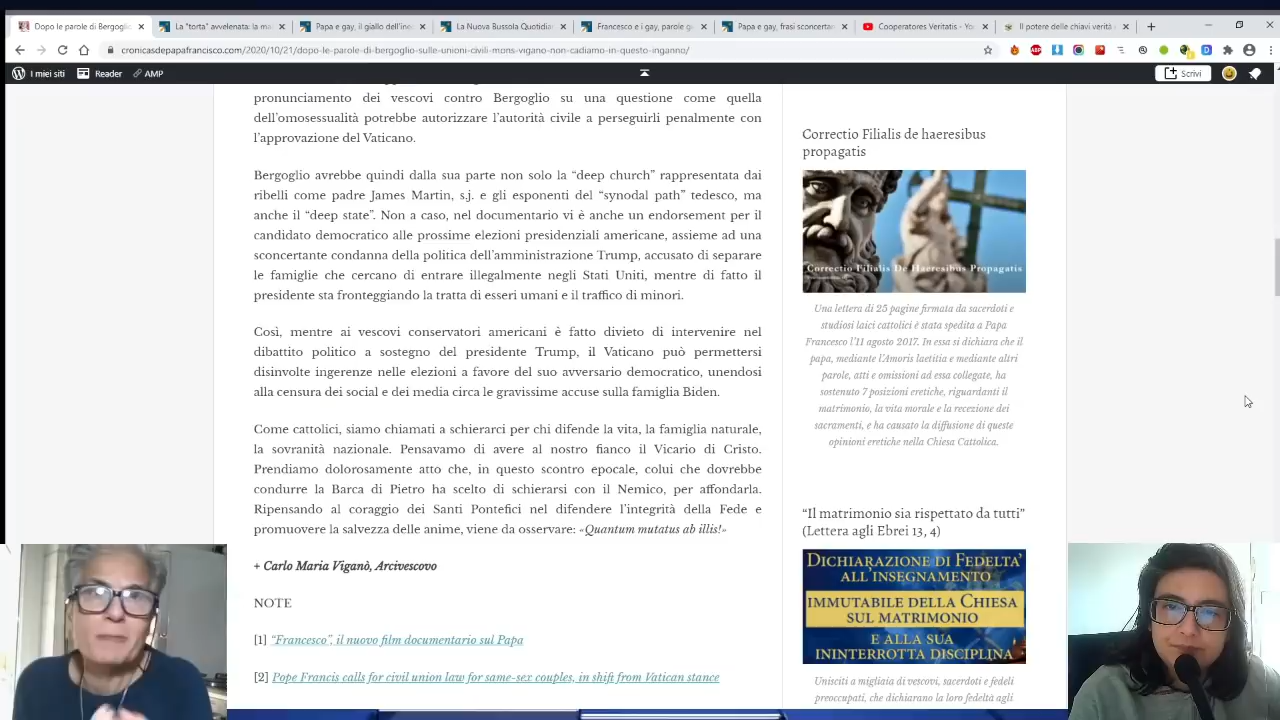 Dopo le parole di Bergogli
La "torta" avvelenata: la ma
Papa e gay, il giallo dell'ine
La Nuova Bussola Quotidia
Francesco e i gay, parole g
Papa e gay, frasi sconcertan
Cooperatores Veritatis - Yo
Il potere delle chiavi verità e
cronicasdepapafrancisco.com/2020/10/21/dopo-le-parole-di-bergoglio-sulle-unioni-civili-mons-vigano-non-cadiamo-in-questo-inganno/
I miei siti
Reader
AMP
Scrivi
pronunciamento dei vescovi contro Bergoglio su una questione come quella
dell'omosessualità potrebbe autorizzare l'autorità civile a perseguirli penalmente con
l'approvazione del Vaticano.
Bergoglio avrebbe quindi dalla sua parte non solo la "deep church" rappresentata dai
ribelli come padre James Martin, s.j. e gli esponenti del "synodal path" tedesco, ma
anche il "deep state". Non a caso, nel documentario vi è anche un endorsement per il
candidato democratico alle prossime elezioni presidenziali americane, assieme ad una
sconcertante condanna della politica dell'amministrazione Trump, accusato di separare
le famiglie che cercano di entrare illegalmente negli Stati Uniti, mentre di fatto il
presidente sta fronteggiando la tratta di esseri umani e il traffico di minori.
Così, mentre ai vescovi conservatori americani è fatto divieto di intervenire nel
dibattito politico a sostegno del presidente Trump, il Vaticano può permettersi
disinvolte ingerenze nelle elezioni a favore del suo avversario democratico, unendosi
alla censura dei social e dei media circa le gravissime accuse sulla famiglia Biden.
Come cattolici, siamo chiamati a schierarci per chi difende la vita, la famiglia naturale,
la sovranità nazionale. Pensavamo di avere al nostro fianco il Vicario di Cristo.
Prendiamo dolorosamente atto che, in questo scontro epocale, colui che dovrebbe
condurre la Barca di Pietro ha scelto di schierarsi con il Nemico, per affondarla.
Ripensando al coraggio dei Santi Pontefici nel difendere l'integrità della Fede e
promuovere la salvezza delle anime, viene da osservare: «Quantum mutatus ab illis!»
+ Carlo Maria Viganò, Arcivescovo
NOTE
[1] "Francesco", il nuovo film documentario sul Papa
[2] Pope Francis calls for civil union law for same-sex couples, in shift from Vatican stance
Correctio Filialis de haeresibus
propagatis
Correctio Filialis De Haeresibus Propagatis
Una lettera di 25 pagine firmata da sacerdoti e
studiosi laici cattolici è stata spedita a Papa
Francesco l'11 agosto 2017. In essa si dichiara che il
papa, mediante l'Amoris laetitia e mediante altri
parole, atti e omissioni ad essa collegate, ha
sostenuto 7 posizioni eretiche, riguardanti il
matrimonio, la vita morale e la recezione dei
sacramenti, e ha causato la diffusione di queste
opinioni eretiche nella Chiesa Cattolica.
"Il matrimonio sia rispettato da tutti"
(Lettera agli Ebrei 13, 4)
DICHIARAZIONE DI FEDELTA'
ALL'INSEGNAMENTO
IMMUTABILE DELLA CHIESA
SUL MATRIMONIO
E ALLA SUA
ININTERROTTA DISCIPLINA
Unisciti a migliaia di vescovi, sacerdoti e fedeli
preoccupati, che dichiarano la loro fedeltà agli